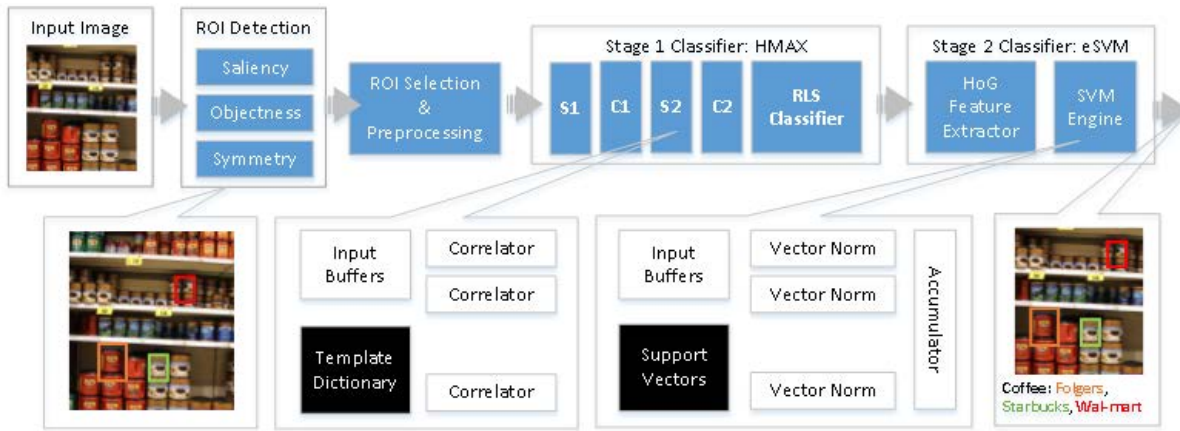 Input Image
ROI Detection
Saliency
Objectness
Symmetry
ROI Selection
&
Preprocessing
Stage 1 Classifier: HMAX
S1
C1
S2
C2
RLS
Classifier
Stage 2 Classifier: eSVM
HoG
Feature
Extractor
SVM
Engine
Input
Buffers
Template
Dictionary
Correlator
Correlator
Correlator
Input
Buffers
Support
Vectors
Vector Norm
Vector Norm
Vector Norm
Accumulator
Coffee: Folgers,
Starbucks, Wal-mart